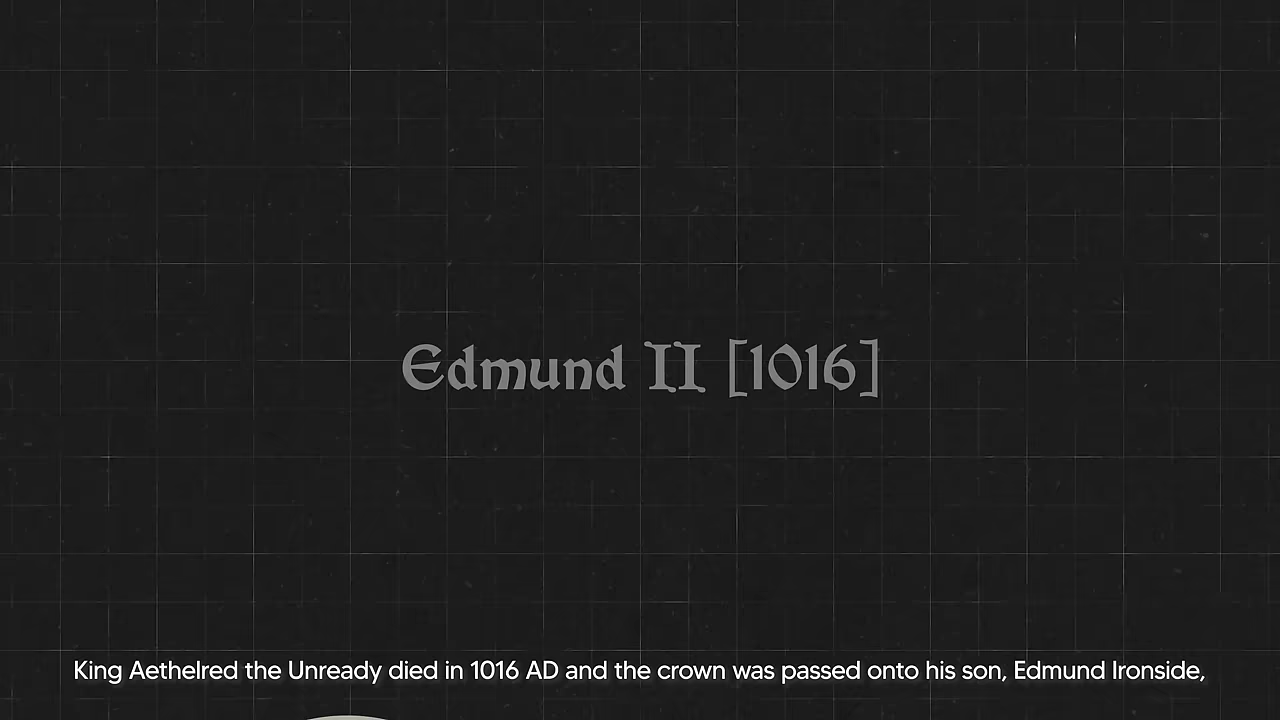 Edmund II [1016]
King Aethelred the Unready died in 1016 AD and the crown was passed onto his son, Edmund Ironside,